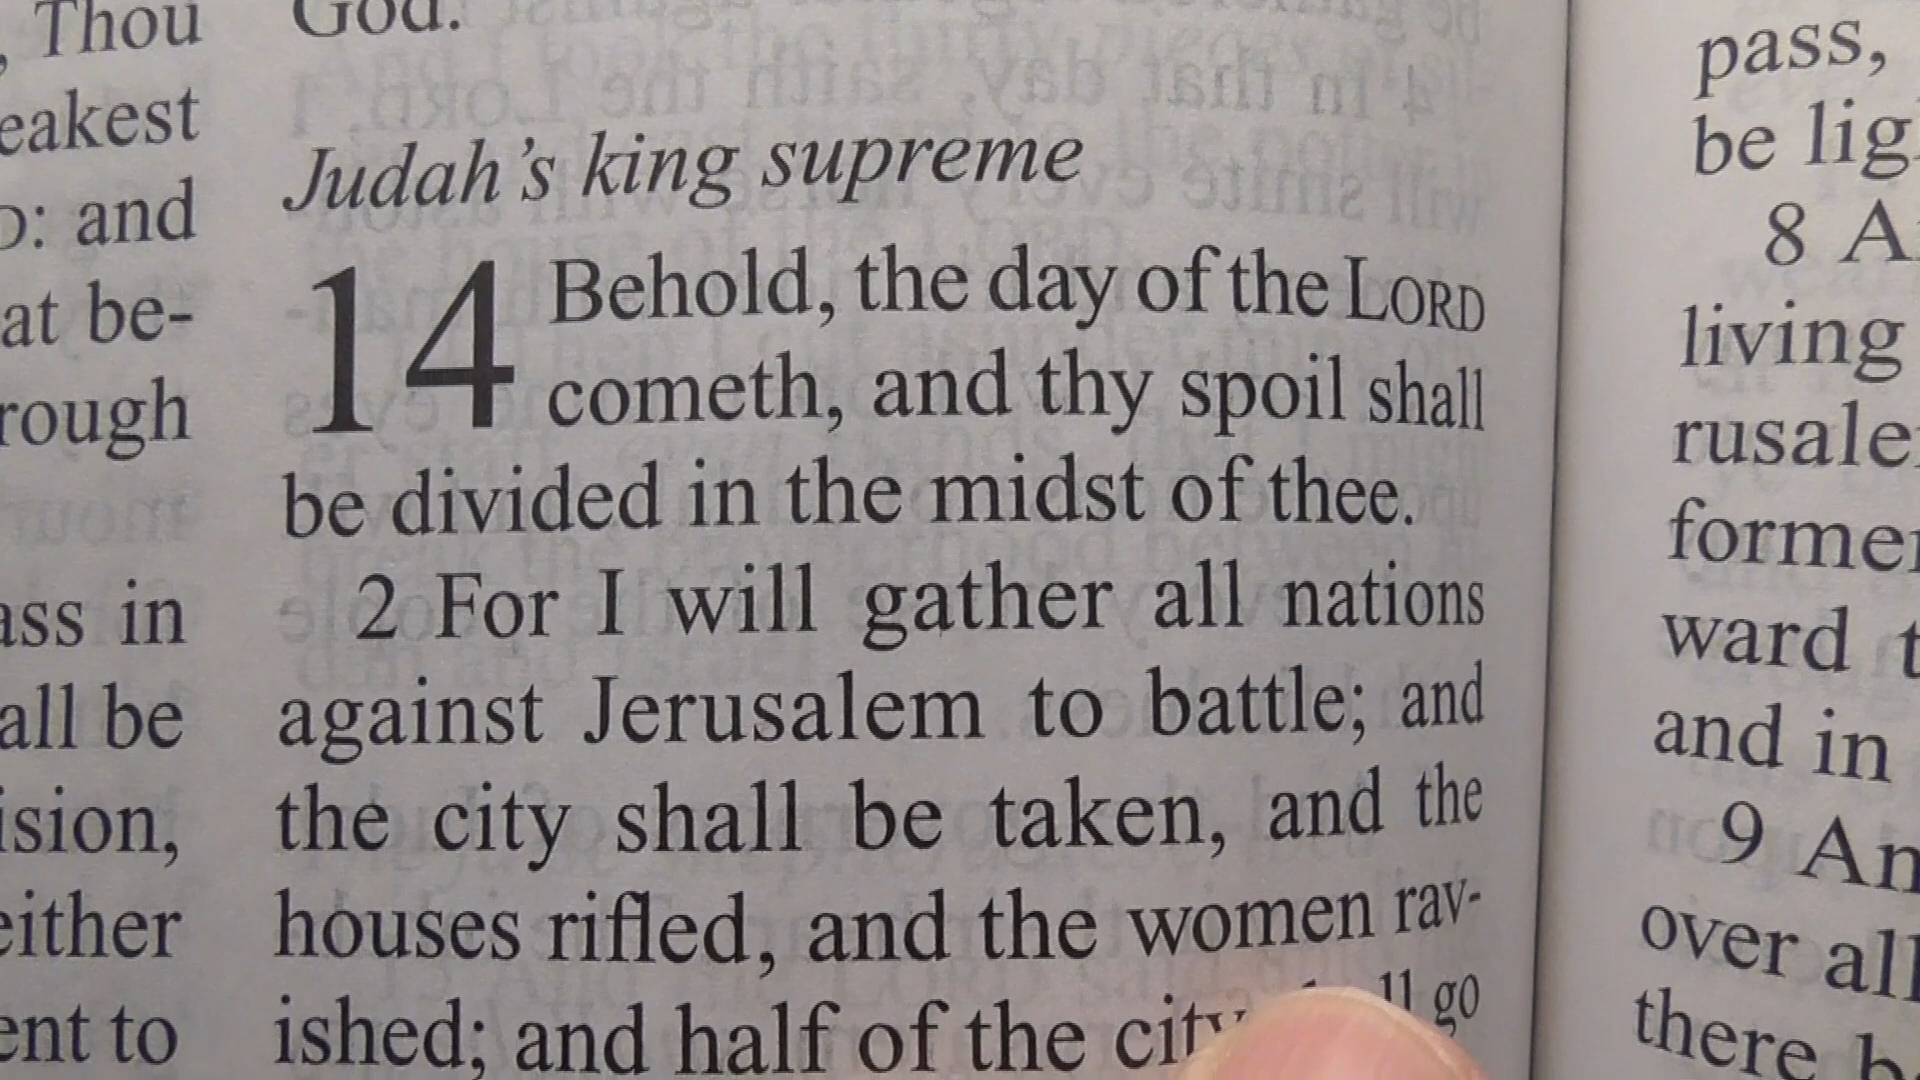 , Thou
eakest
D: and
at be-
rough
ass in
all be
ision,
either
ent to
God.
Judah's king supreme
14 Behold, the day of the LORD
cometh, and thy spoil shall
be divided in the midst of thee.
2 For I will gather all nations
against Jerusalem to battle; and
the city shall be taken, and the
houses rifled, and the women rav-
ished; and half of the city go
pass,
be lig
8 A
living
rusale
former
ward t
and in
9 An
over all
there b